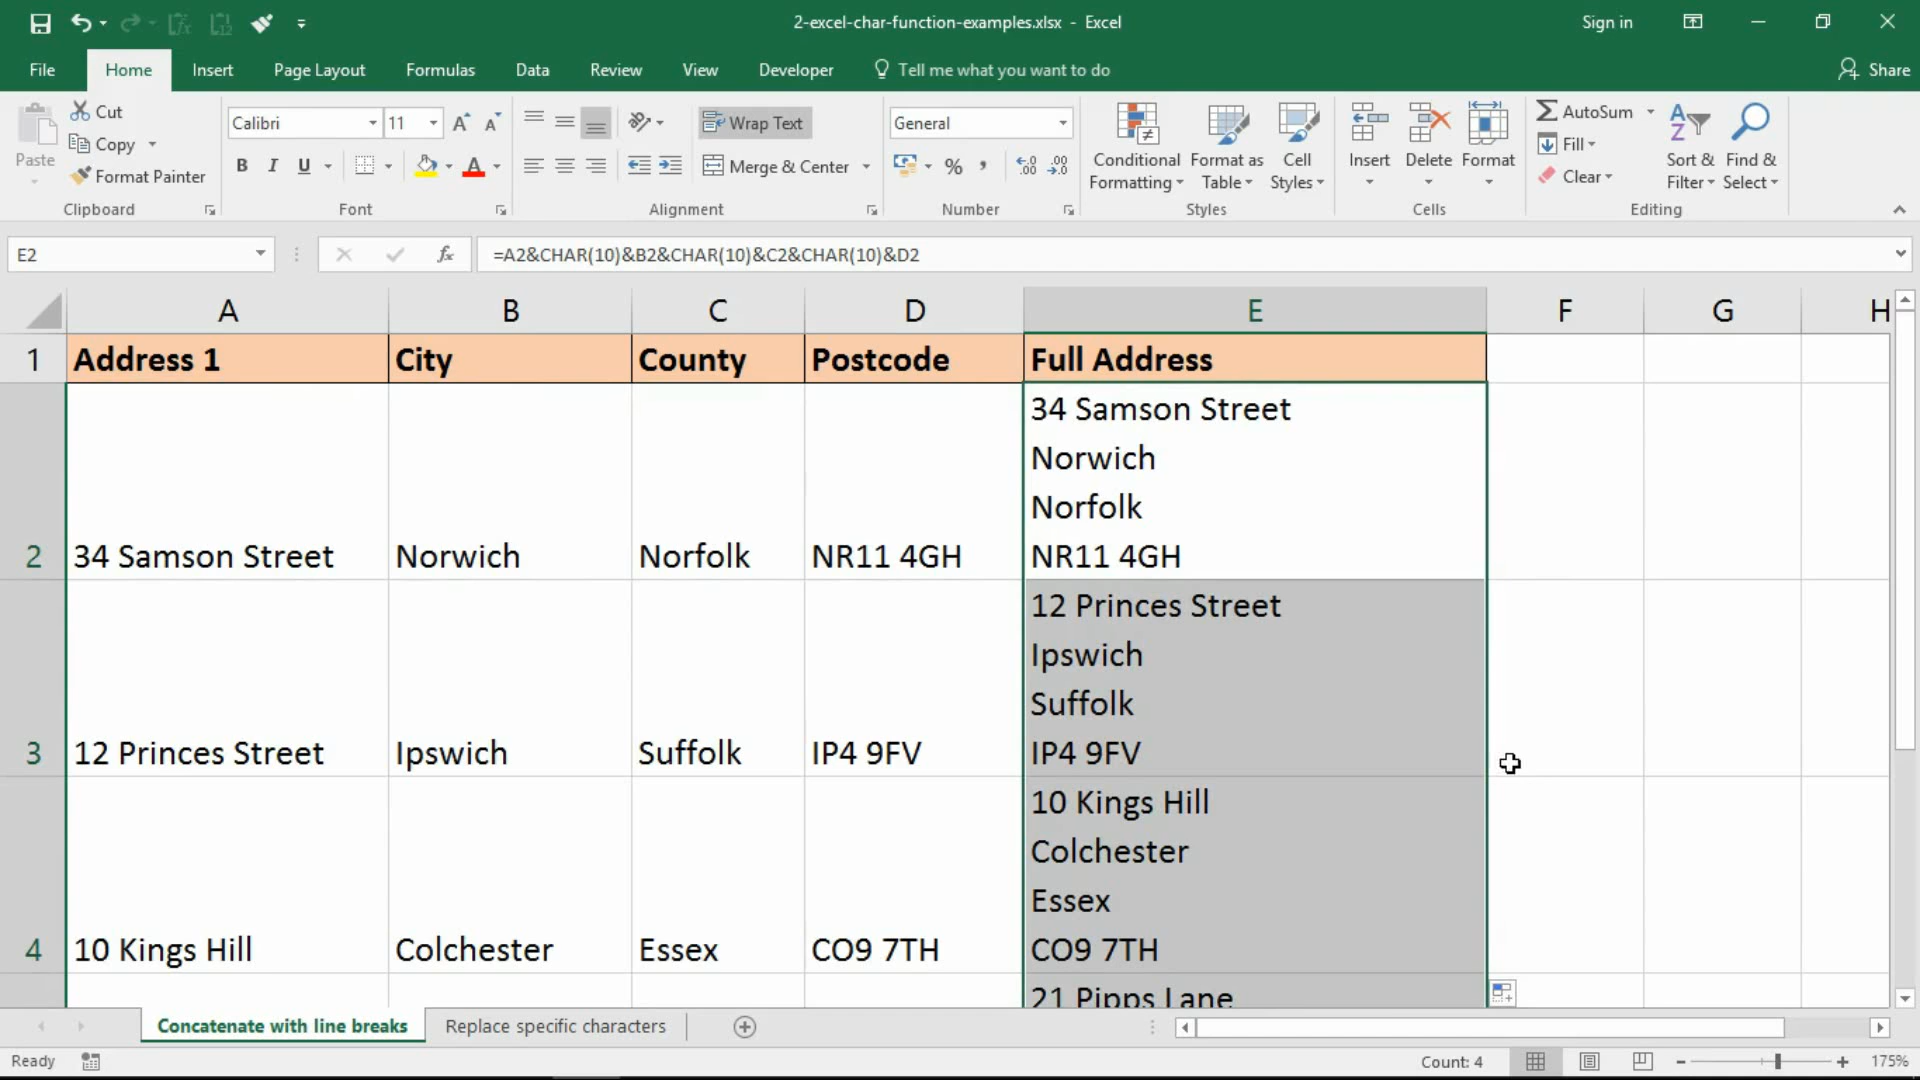 2-excel-char-function-examples.xlsx - Excel
Sign in
File Home Insert Page Layout Formulas Data Review View Developer Tell me what you want to do Share
Paste
Cut
Copy
Format Painter
Clipboard
Calibri 11
B I U
Font
Wrap Text
Merge & Center
Alignment
General
% , .00
Number
Conditional Formatting
Format as Table
Cell Styles
Styles
Insert Delete Format
Cells
AutoSum
Fill
Clear
Sort & Filter
Find & Select
Editing
E2 fx =A2&CHAR(10)&B2&CHAR(10)&C2&CHAR(10)&D2
A B C D E F G H
1 Address 1 City County Postcode Full Address
34 Samson Street
Norwich
Norfolk
2 34 Samson Street Norwich Norfolk NR11 4GH NR11 4GH
12 Princes Street
Ipswich
Suffolk
3 12 Princes Street Ipswich Suffolk IP4 9FV IP4 9FV
10 Kings Hill
Colchester
Essex
4 10 Kings Hill Colchester Essex CO9 7TH CO9 7TH
21 Pipps Lane
Concatenate with line breaks Replace specific characters
Ready Count: 4 175%